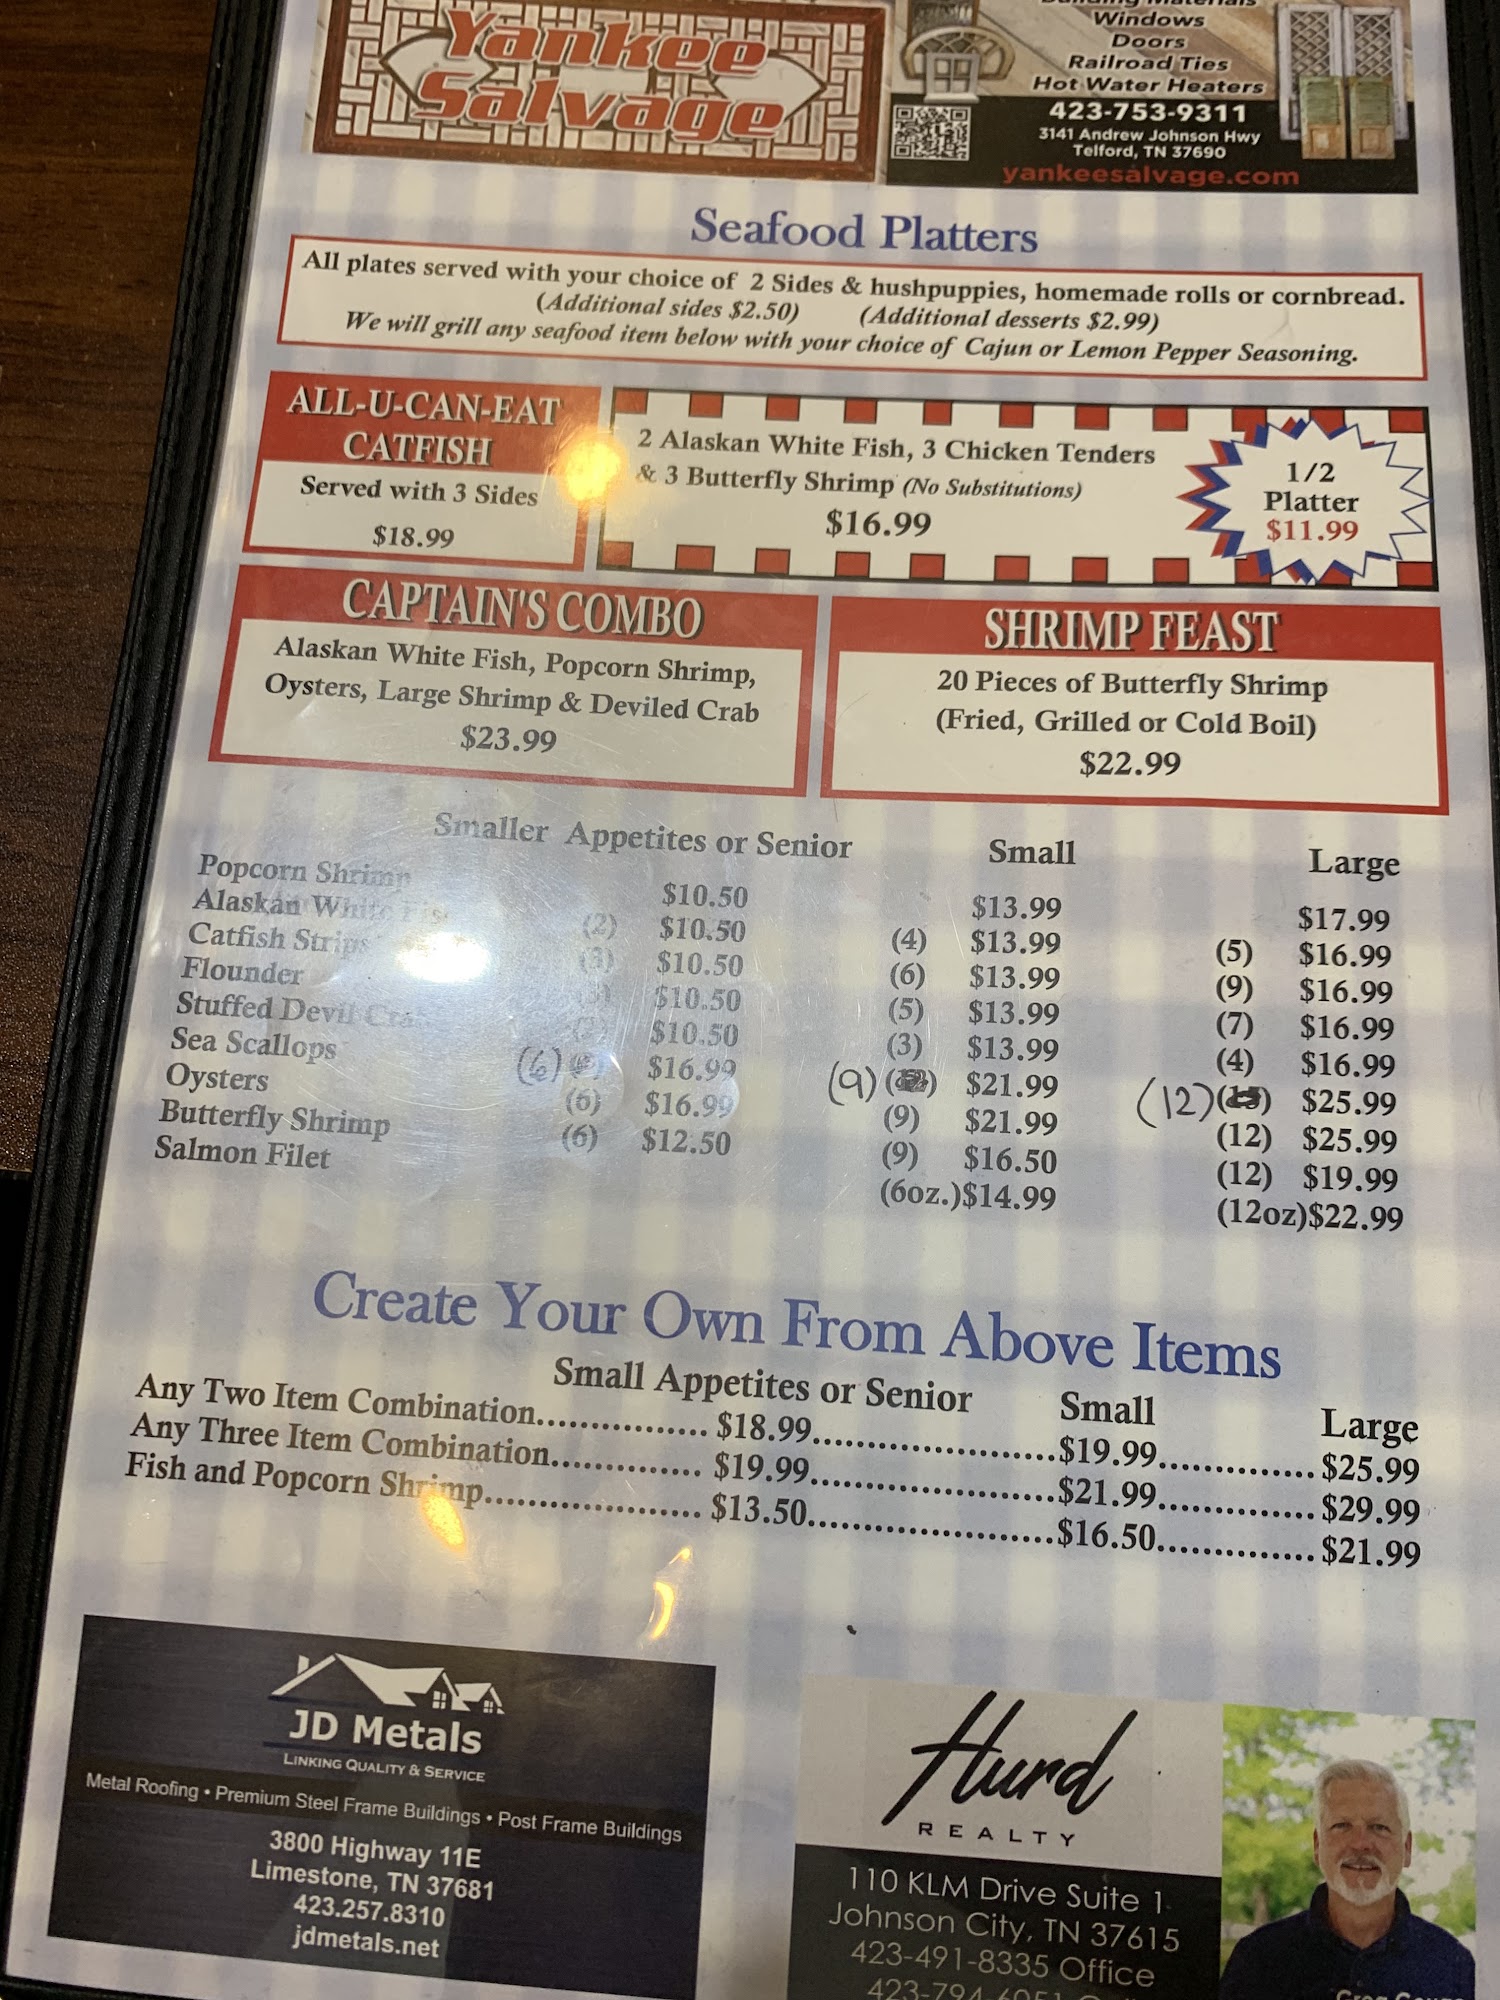 Yankee
Salvage
Building Materials
Windows
Doors
Railroad Ties
Hot Water Heaters
423-753-9311
3141 Andrew Johnson Hwy
Telford, TN 37690
yankeesalvage.com
Seafood Platters
All plates served with your choice of 2 Sides & hushpuppies, homemade rolls or cornbread.
(Additional sides $2.50) (Additional desserts $2.99)
We will grill any seafood item below with your choice of Cajun or Lemon Pepper Seasoning.
ALL-U-CAN-EAT
CATFISH
Served with 3 Sides
$18.99
2 Alaskan White Fish, 3 Chicken Tenders
& 3 Butterfly Shrimp (No Substitutions)
$16.99
1/2
Platter
$11.99
CAPTAIN'S COMBO
Alaskan White Fish, Popcorn Shrimp,
Oysters, Large Shrimp & Deviled Crab
$23.99
SHRIMP FEAST
20 Pieces of Butterfly Shrimp
(Fried, Grilled or Cold Boil)
$22.99
Smaller Appetites or Senior Small Large
Popcorn Shrimp $10.50 $13.99 $17.99
Alaskan White Fish (2) $10.50 (4) $13.99 (5) $16.99
Catfish Strips (3) $10.50 (6) $13.99 (9) $16.99
Flounder (3) $10.50 (5) $13.99 (7) $16.99
Stuffed Devil Crab (2) $10.50 (3) $13.99 (4) $16.99
Sea Scallops (6) $16.99 (9) $21.99 (12) $25.99
Oysters (6) $16.99 (9) $21.99 (12) $25.99
Butterfly Shrimp (6) $12.50 (9) $16.50 (12) $19.99
Salmon Filet (6oz.)$14.99 (12oz)$22.99
Create Your Own From Above Items
Small Appetites or Senior Small Large
Any Two Item Combination................ $18.99.......................$19.99............... $25.99
Any Three Item Combination.............. $19.99.......................$21.99............... $29.99
Fish and Popcorn Shrimp..................... $13.50.......................$16.50............... $21.99
JD Metals
LINKING QUALITY & SERVICE
Metal Roofing • Premium Steel Frame Buildings • Post Frame Buildings
3800 Highway 11E
Limestone, TN 37681
423.257.8310
jdmetals.net
Hurd
REALTY
110 KLM Drive Suite 1
Johnson City, TN 37615
423-491-8335 Office
423-794-6051
Greg